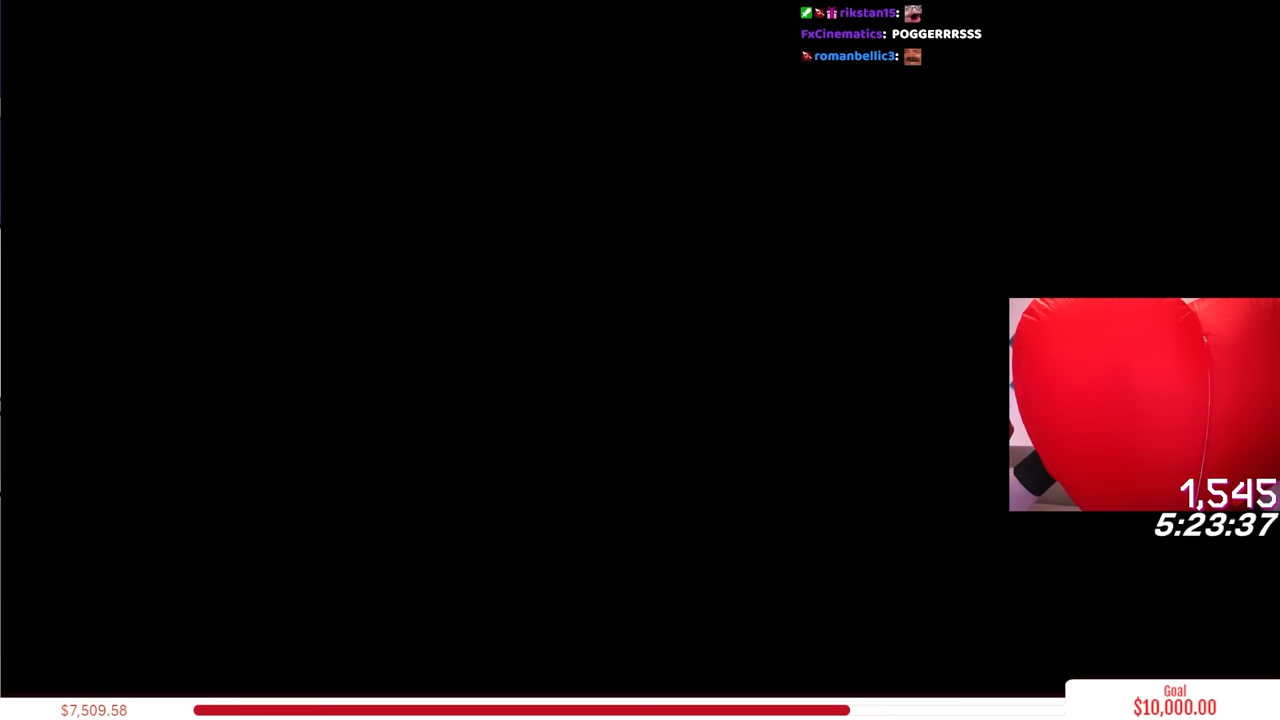 rikstan15:
FxCinematics: POGGERRRSSS
romanbellic3:
1,545
5:23:37
$7,509.58
Goal
$10,000.00